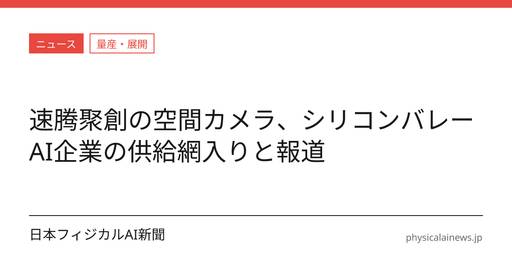 ニュース 量産・展開
速腾聚創の空間カメラ、シリコンバレー
AI企業の供給網入りと報道
日本フィジカルAI新聞 physicalainews.jp